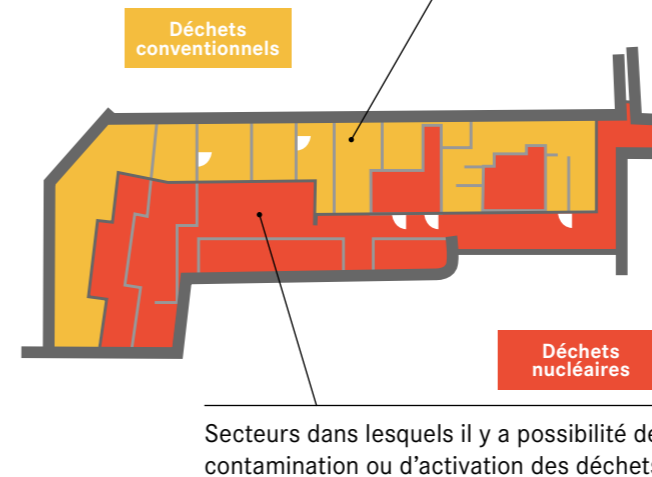 Déchets
conventionnels
Déchets
nucléaires
Secteurs dans lesquels il y a possibilité de
contamination ou d'activation des déchets